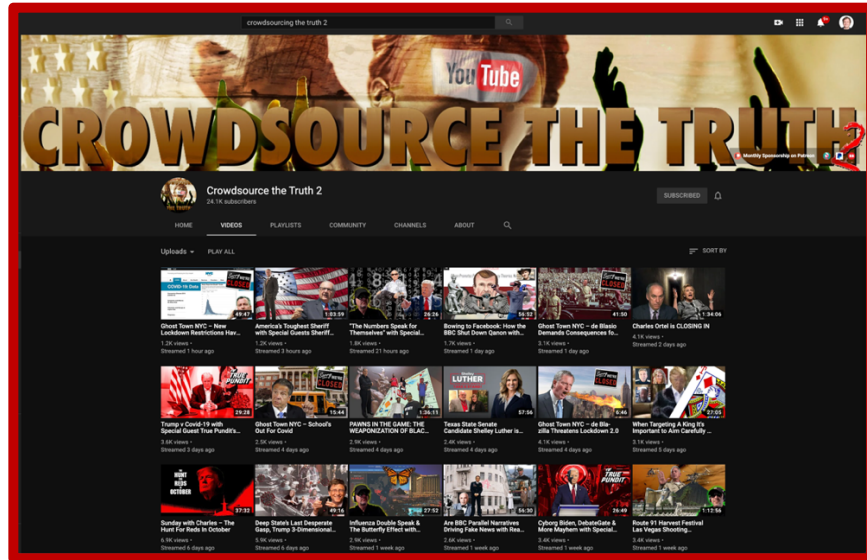 crowdsourcing the truth 2
You Tube
CROWDSOURCE THE TRUTH 2
Monthly Sponsorship on Patreon
Crowdsource the Truth 2
24.1K subscribers
SUBSCRIBED
HOME VIDEOS PLAYLISTS COMMUNITY CHANNELS ABOUT
Uploads PLAY ALL SORT BY
COVID-19 Data
CLOSED
49:47
1:03:59
26:26
56:52
CLOSED
41:50
1:34:06
Ghost Town NYC – New
Lockdown Restrictions Hav...
1.2K views •
Streamed 1 hour ago
America's Toughest Sheriff
with Special Guests Sheriff...
1.2K views •
Streamed 3 hours ago
"The Numbers Speak for
Themselves" with Special...
1.8K views •
Streamed 21 hours ago
Bowing to Facebook: How the
BBC Shut Down Qanon with...
1.7K views •
Streamed 1 day ago
Ghost Town NYC – de Blasio
Demands Consequences fo...
3.1K views •
Streamed 1 day ago
Charles Ortel is CLOSING IN
4.1K views •
Streamed 2 days ago
TRUE
PUNDIT
29:28
CLOSED
15:44
1:36:11
LUTHER
57:56
CLOSED
6:46
27:05
Trump v Covid-19 with
Special Guest True Pundit's...
3.6K views •
Streamed 3 days ago
Ghost Town NYC – School's
Out For Covid
2.5K views •
Streamed 4 days ago
PAWNS IN THE GAME: THE
WEAPONIZATION OF BLAC...
2.9K views •
Streamed 4 days ago
Texas State Senate
Candidate Shelley Luther is...
2.4K views •
Streamed 4 days ago
Ghost Town NYC – de Bla-
zilla Threatens Lockdown 2.0
4.1K views •
Streamed 4 days ago
When Targeting A King It's
Important to Aim Carefully ...
3.1K views •
Streamed 5 days ago
THE
HUNT
FOR
REDS IN
OCTOBER
37:32
49:16
27:52
56:30
TRUE
PUNDIT
26:49
1:12:56
Sunday with Charles – The
Hunt For Reds In October
6.9K views •
Streamed 6 days ago
Deep State's Last Desperate
Gasp, Trump 3-Dimensional...
5.9K views •
Streamed 6 days ago
Influenza Double Speak &
The Butterfly Effect with...
2.9K views •
Streamed 1 week ago
Are BBC Parallel Narratives
Driving Fake News with Rea...
2.6K views •
Streamed 1 week ago
Cyborg Biden, DebateGate &
More Mayhem with Special...
3.4K views •
Streamed 1 week ago
Route 91 Harvest Festival
Las Vegas Shooting...
3.4K views •
Streamed 1 week ago